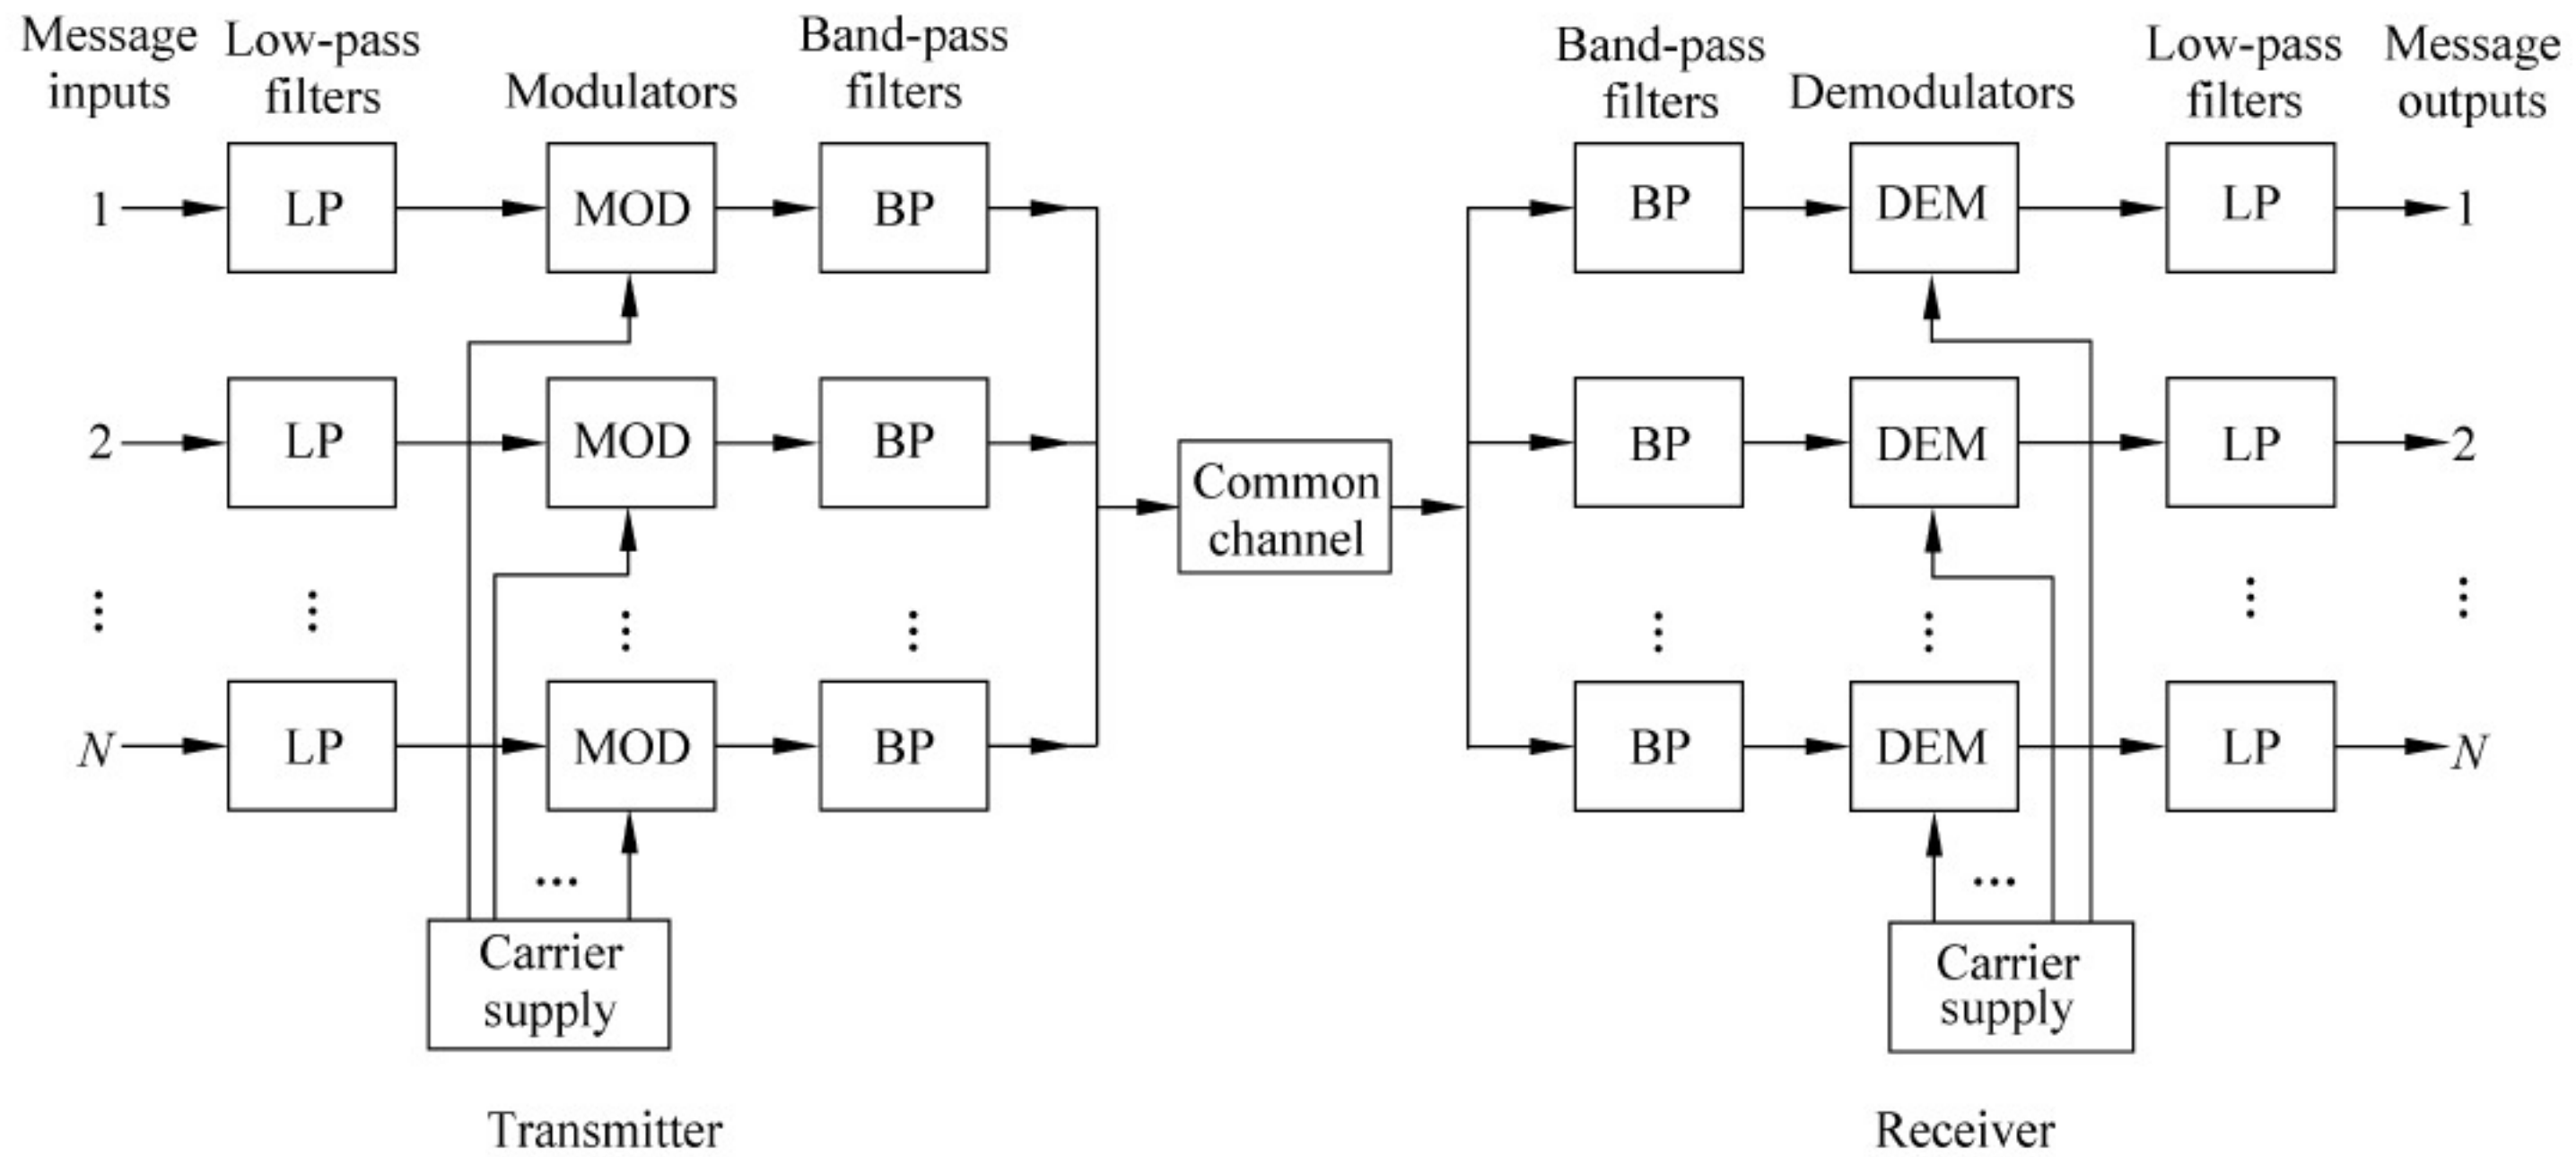 Message
inputs
Low-pass
filters
Modulators
Band-pass
filters
Band-pass
filters
Demodulators
Low-pass
filters
Message
outputs
1
LP
MOD
BP
BP
DEM
LP
1
2
LP
MOD
BP
Common
channel
BP
DEM
LP
2
N
LP
MOD
BP
BP
DEM
LP
N
Carrier
supply
Carrier
supply
Transmitter
Receiver